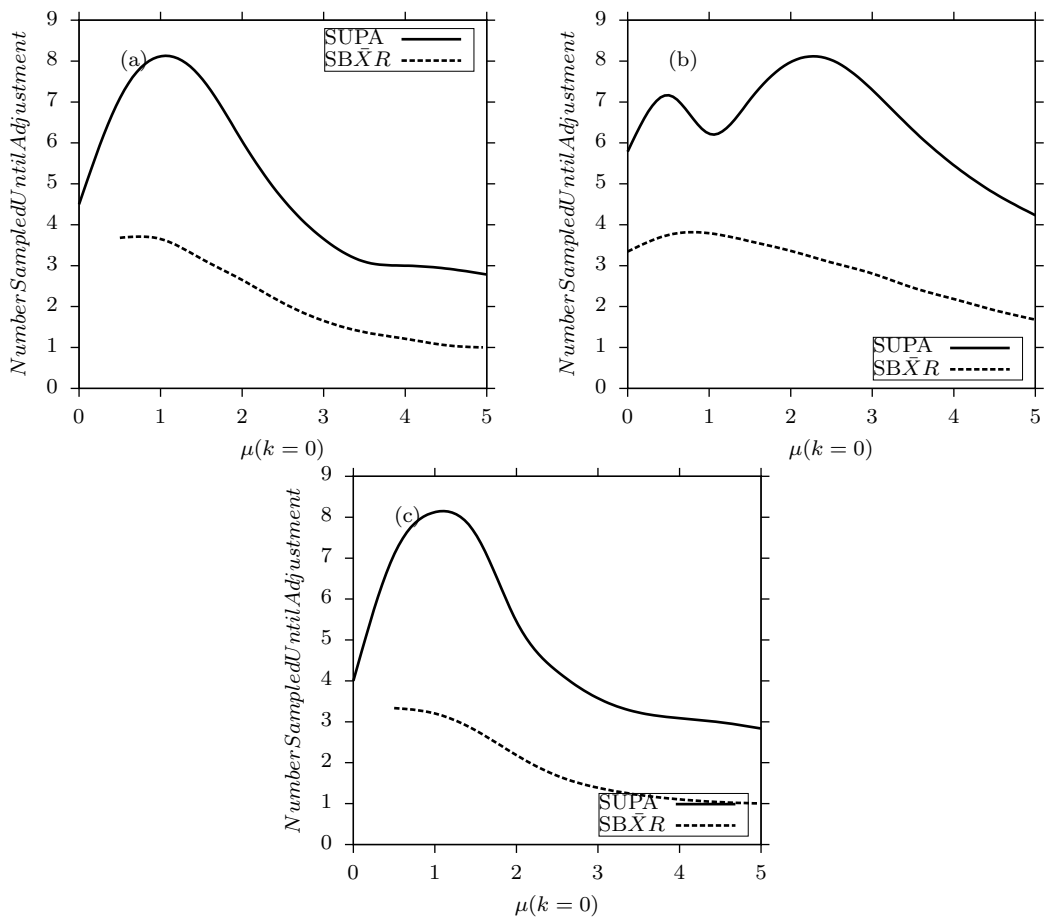 9
8
7
6
5
4
3
2
1
0
0 1 2 3 4 5
NumberSampledUntilAdjustment
μ(k = 0)
(a)
SUPA
SBX̄R
9
8
7
6
5
4
3
2
1
0
0 1 2 3 4 5
NumberSampledUntilAdjustment
μ(k = 0)
(b)
SUPA
SBX̄R
9
8
7
6
5
4
3
2
1
0
0 1 2 3 4 5
NumberSampledUntilAdjustment
μ(k = 0)
(c)
SUPA
SBX̄R